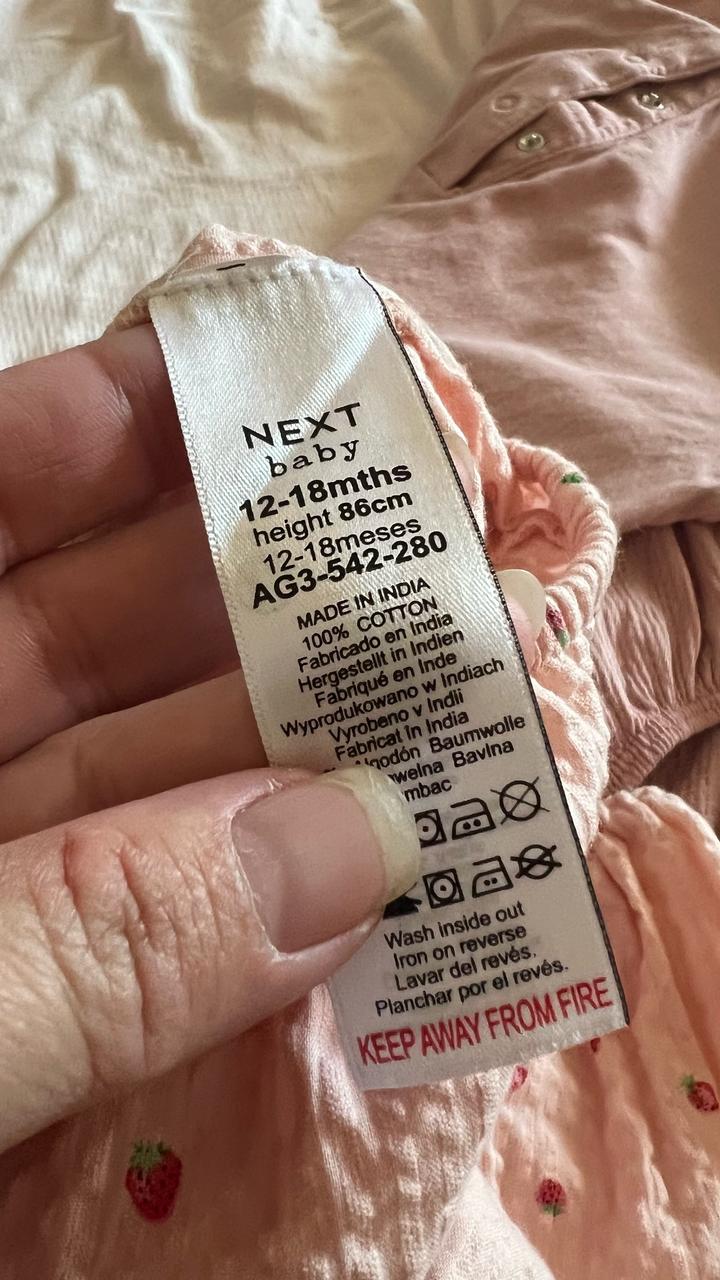 NEXT
baby
12-18mths
height 86cm
12-18meses
AG3-542-280
MADE IN INDIA
100% COTTON
Fabricado en India
Hergestellt in Indien
Fabriqué en Inde
Wyprodukowano w Indiach
Vyrobeno v Indii
Fabricat în India
Baumwolle
Bavlna
Wash inside out
Iron on reverse
Lavar del revés.
Planchar por el revés.
KEEP AWAY FROM FIRE